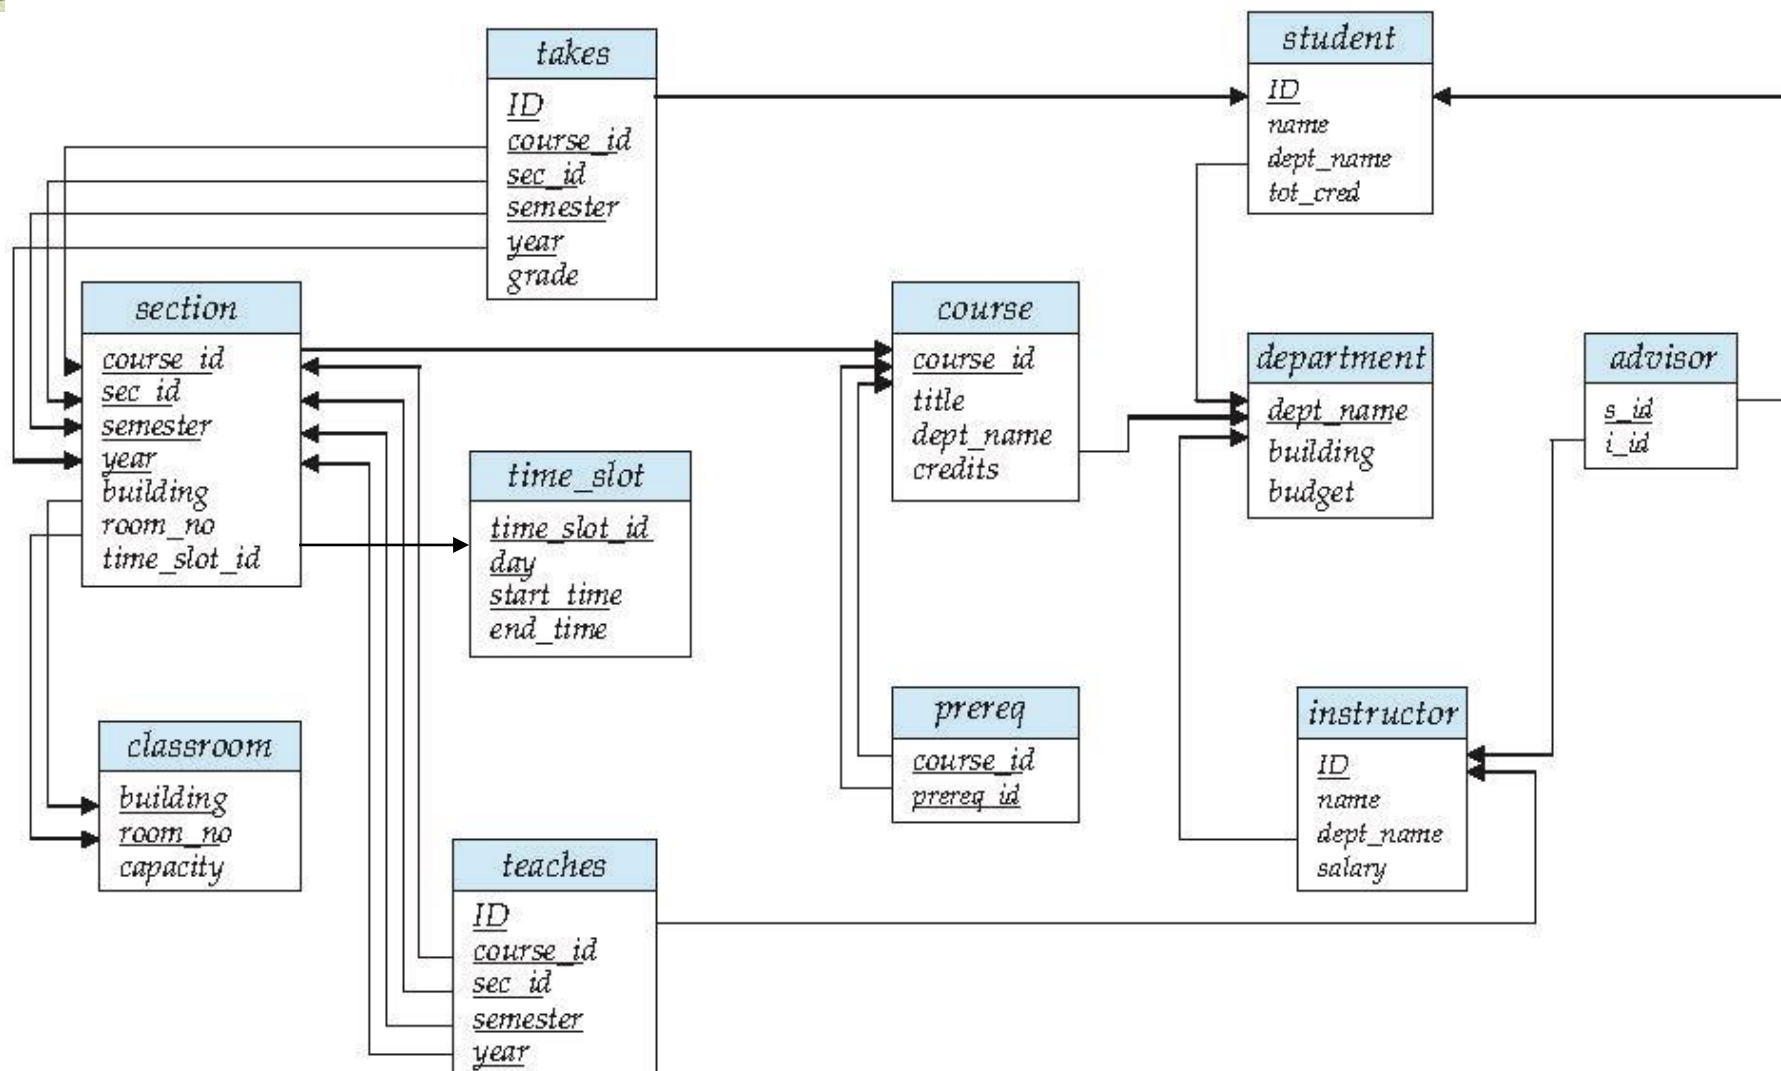 takes
ID
course_id
sec_id
semester
year
grade
student
ID
name
dept_name
tot_cred
section
course_id
sec_id
semester
year
building
room_no
time_slot_id
course
course_id
title
dept_name
credits
department
dept_name
building
budget
advisor
s_id
i_id
time_slot
time_slot_id
day
start_time
end_time
prereq
course_id
prereq_id
instructor
ID
name
dept_name
salary
classroom
building
room_no
capacity
teaches
ID
course_id
sec_id
semester
year